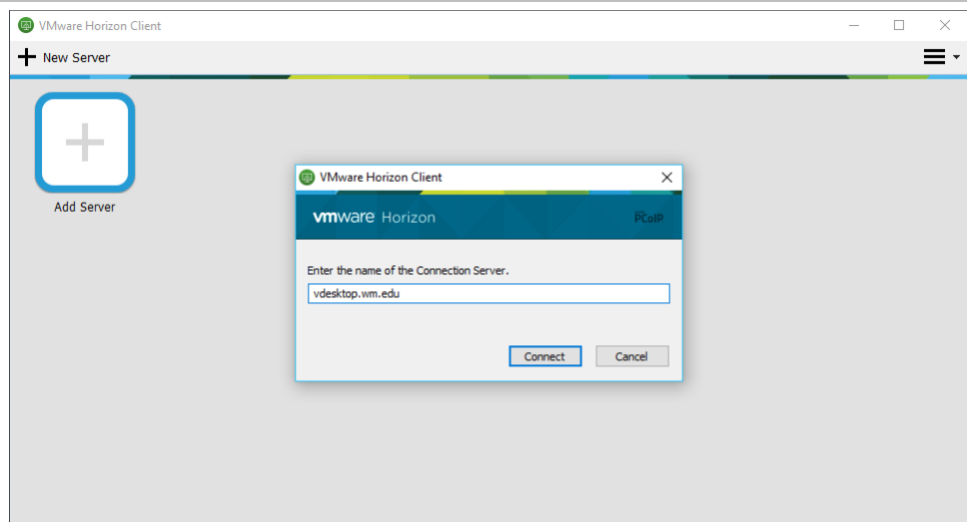 VMware Horizon Client
New Server
Add Server
VMware Horizon Client
vmware Horizon
PCoIP
Enter the name of the Connection Server.
vdesktop.wm.edu
Connect Cancel